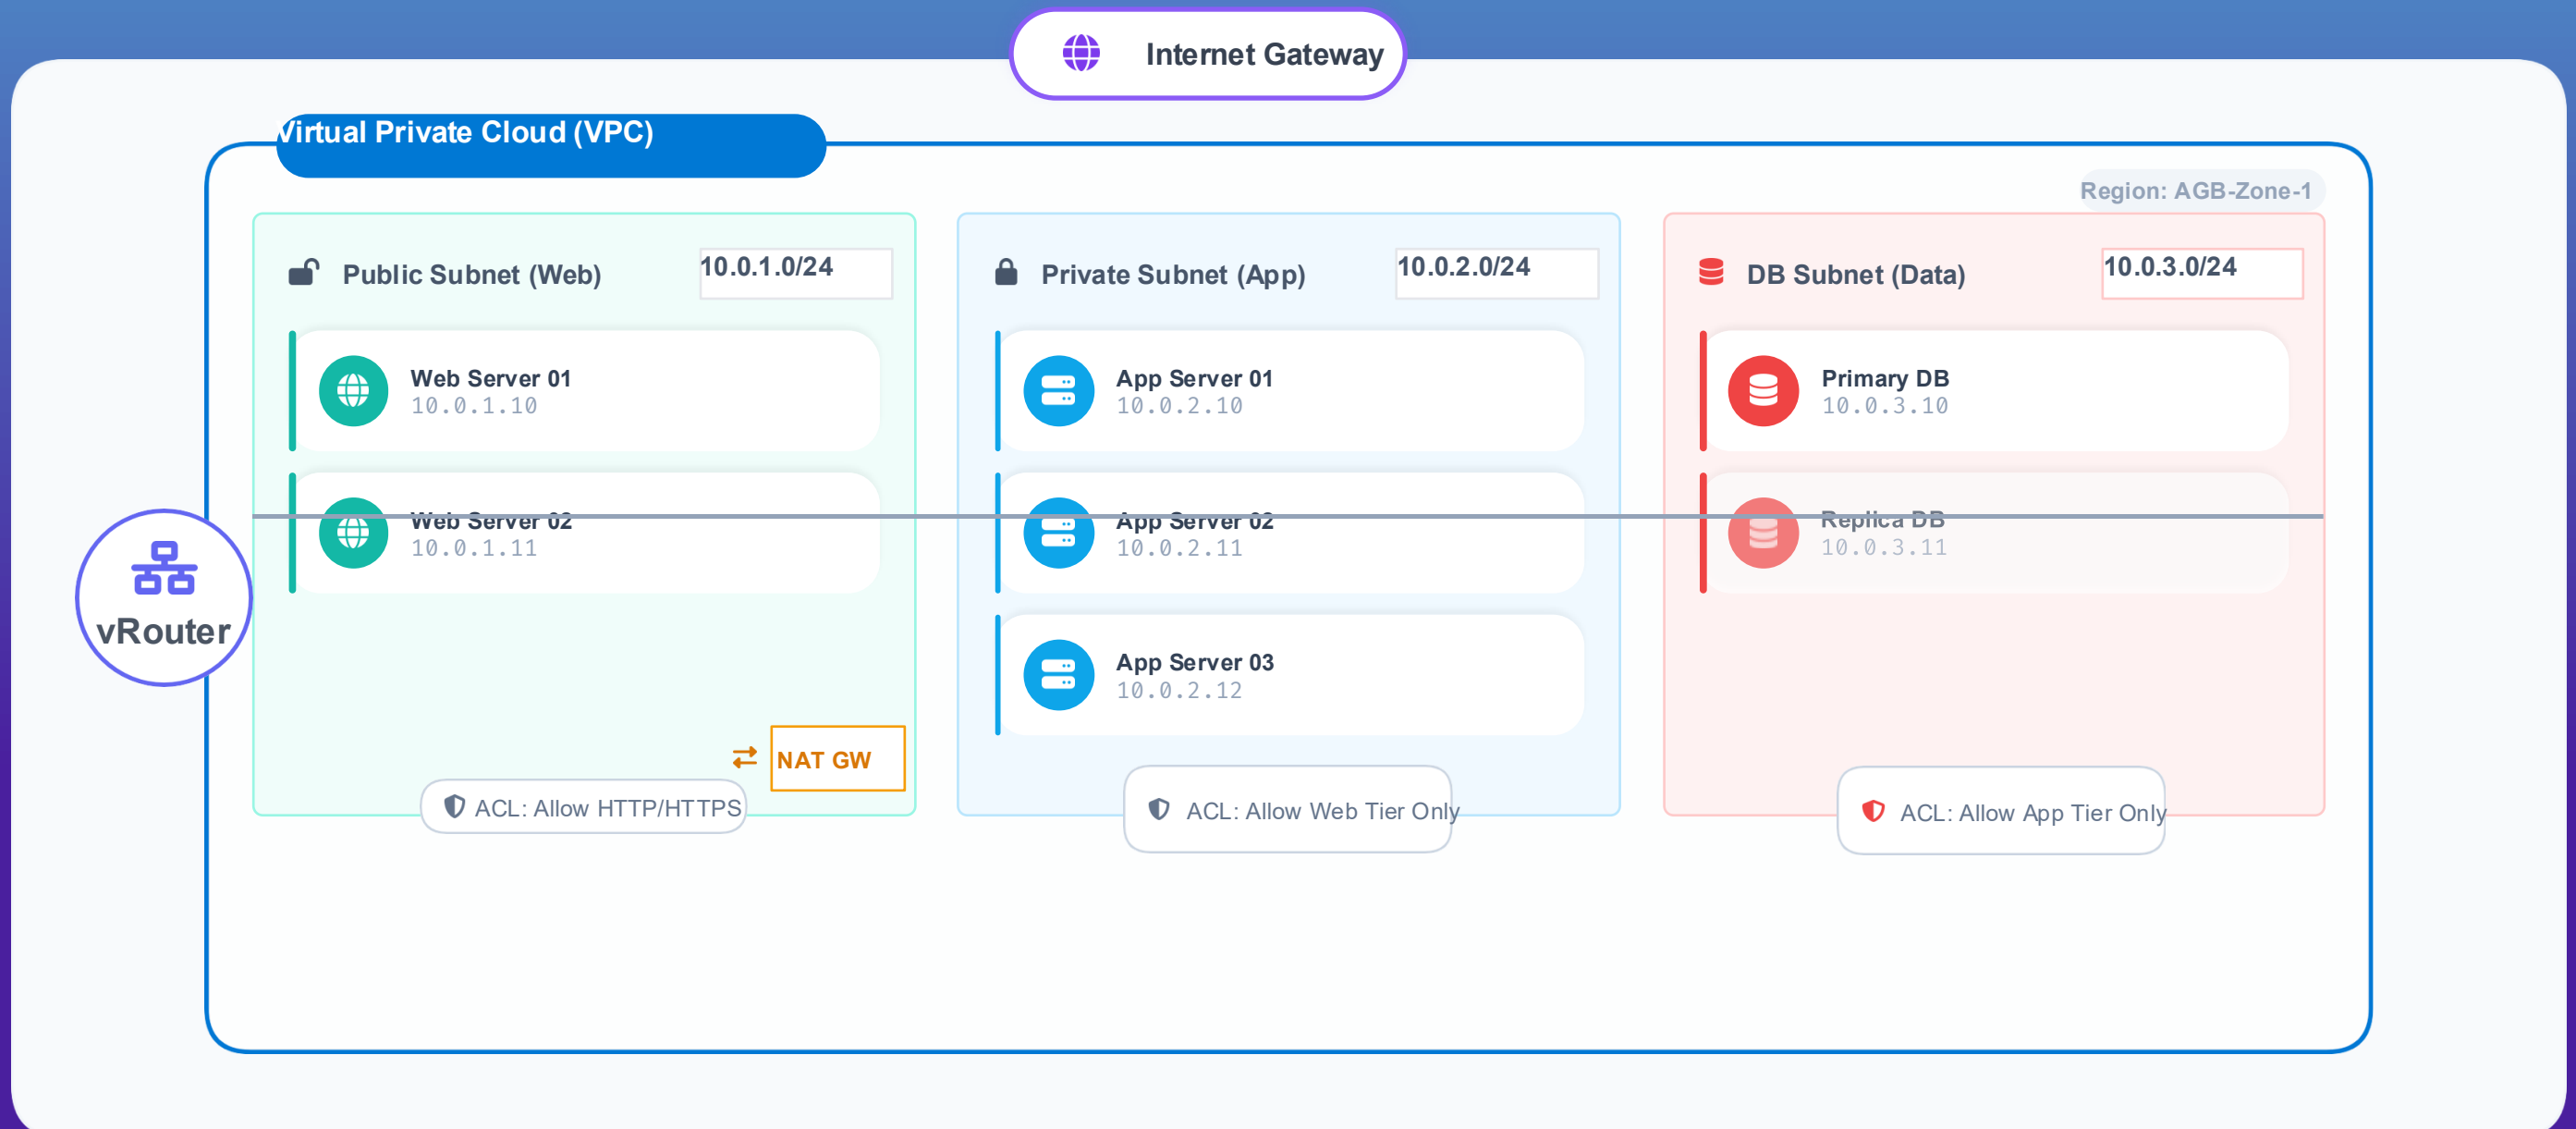 Internet Gateway
Virtual Private Cloud (VPC)
Region: AGB-Zone-1
Public Subnet (Web)
10.0.1.0/24
Web Server 01
10.0.1.10
Web Server 02
10.0.1.11
NAT GW
ACL: Allow HTTP/HTTPS
Private Subnet (App)
10.0.2.0/24
App Server 01
10.0.2.10
App Server 02
10.0.2.11
App Server 03
10.0.2.12
ACL: Allow Web Tier Only
DB Subnet (Data)
10.0.3.0/24
Primary DB
10.0.3.10
Replica DB
10.0.3.11
ACL: Allow App Tier Only
vRouter